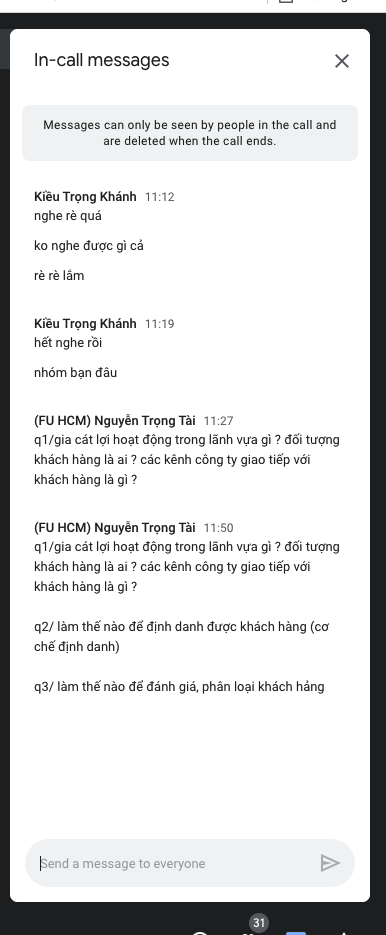 In-call messages
Messages can only be seen by people in the call and
are deleted when the call ends.
Kiều Trọng Khánh 11:12
nghe rè quá
ko nghe được gì cả
rè rè lắm
Kiều Trọng Khánh 11:19
hết nghe rồi
nhóm bạn đâu
(FU HCM) Nguyễn Trọng Tài 11:27
q1/gia cát lợi hoạt động trong lãnh vựa gì ? đối tượng
khách hàng là ai ? các kênh công ty giao tiếp với
khách hàng là gì ?
(FU HCM) Nguyễn Trọng Tài 11:50
q1/gia cát lợi hoạt động trong lãnh vựa gì ? đối tượng
khách hàng là ai ? các kênh công ty giao tiếp với
khách hàng là gì ?
q2/ làm thế nào để định danh được khách hàng (cơ
chế định danh)
q3/ làm thế nào để đánh giá, phân loại khách hảng
Send a message to everyone
31